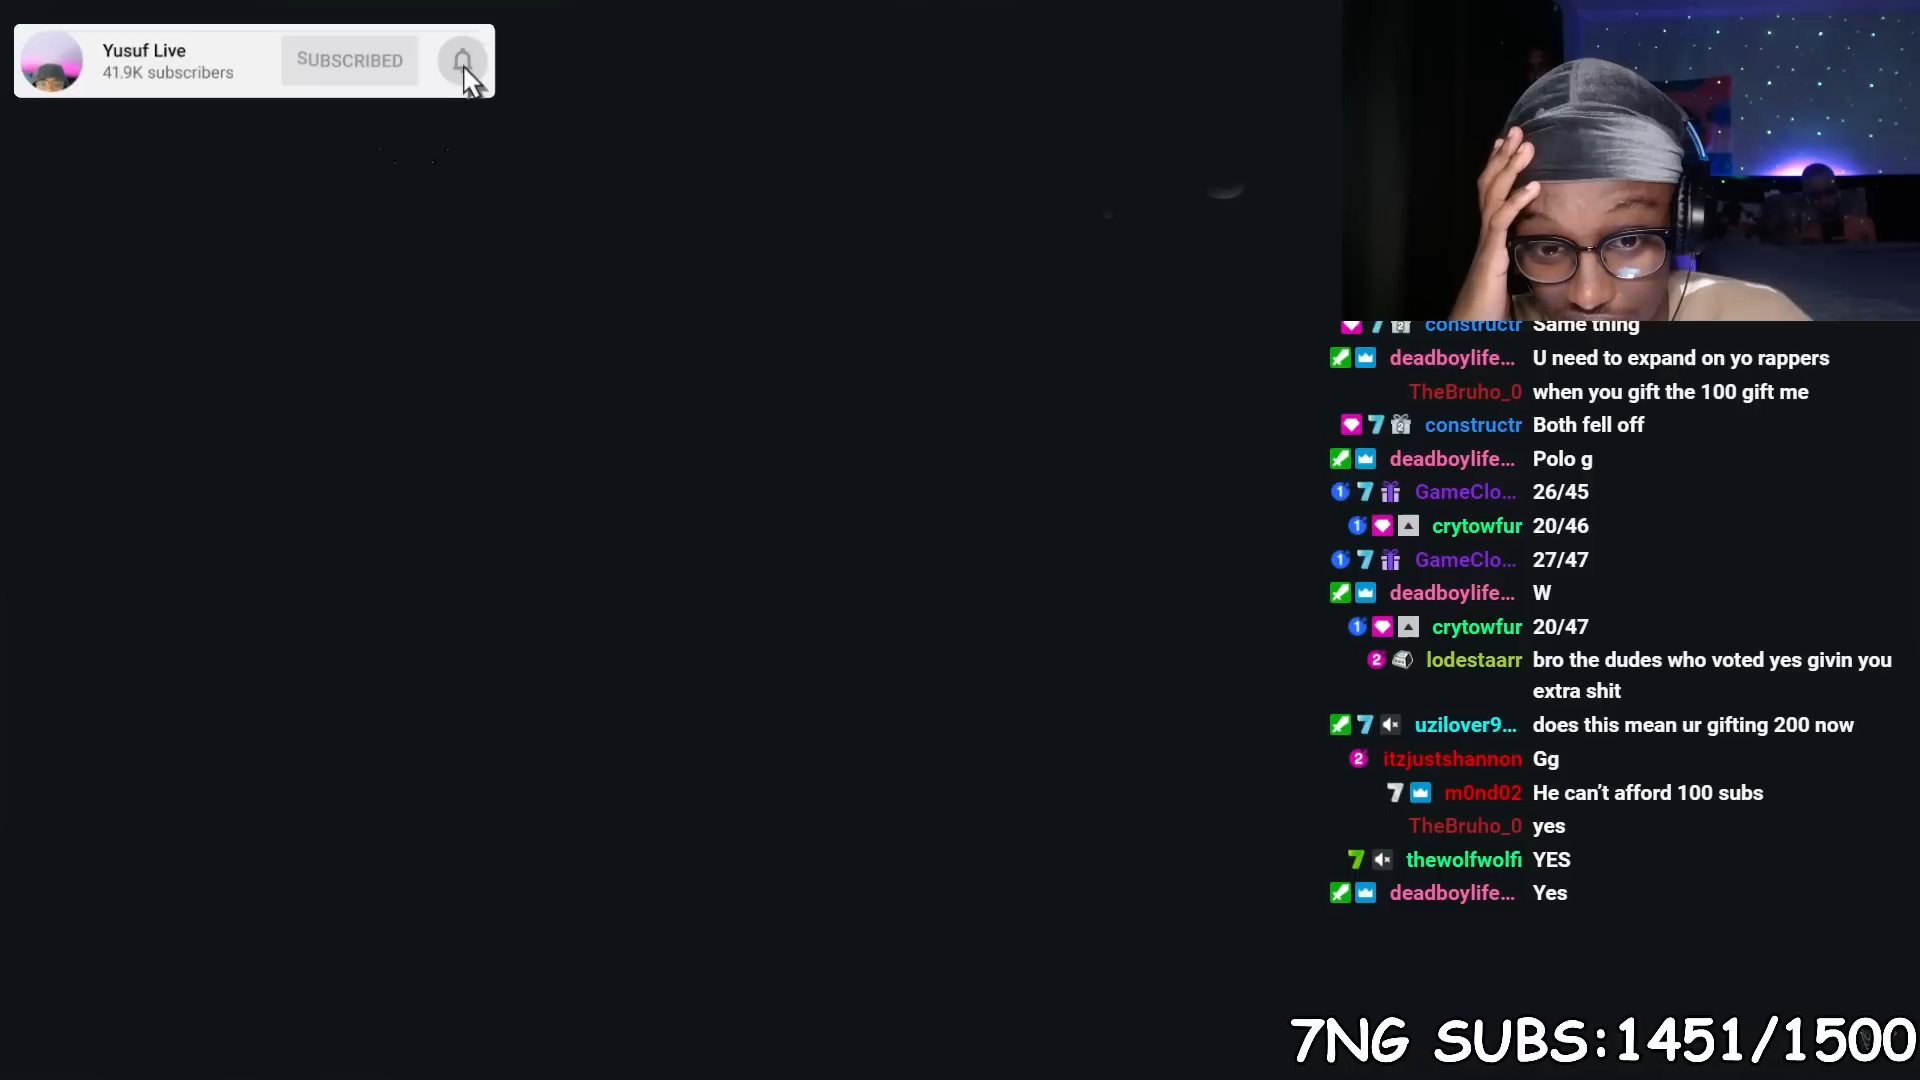 Yusuf Live
41.9K subscribers
SUBSCRIBED
constructr Same thing
deadboylife... U need to expand on yo rappers
TheBruho_0 when you gift the 100 gift me
constructr Both fell off
deadboylife... Polo g
GameClo... 26/45
crytowfur 20/46
GameClo... 27/47
deadboylife... W
crytowfur 20/47
lodestaarr bro the dudes who voted yes givin you
extra shit
uzilover9... does this mean ur gifting 200 now
itzjustshannon Gg
m0nd02 He can’t afford 100 subs
TheBruho_0 yes
thewolfwolfi YES
deadboylife... Yes
7NG SUBS:1451/1500